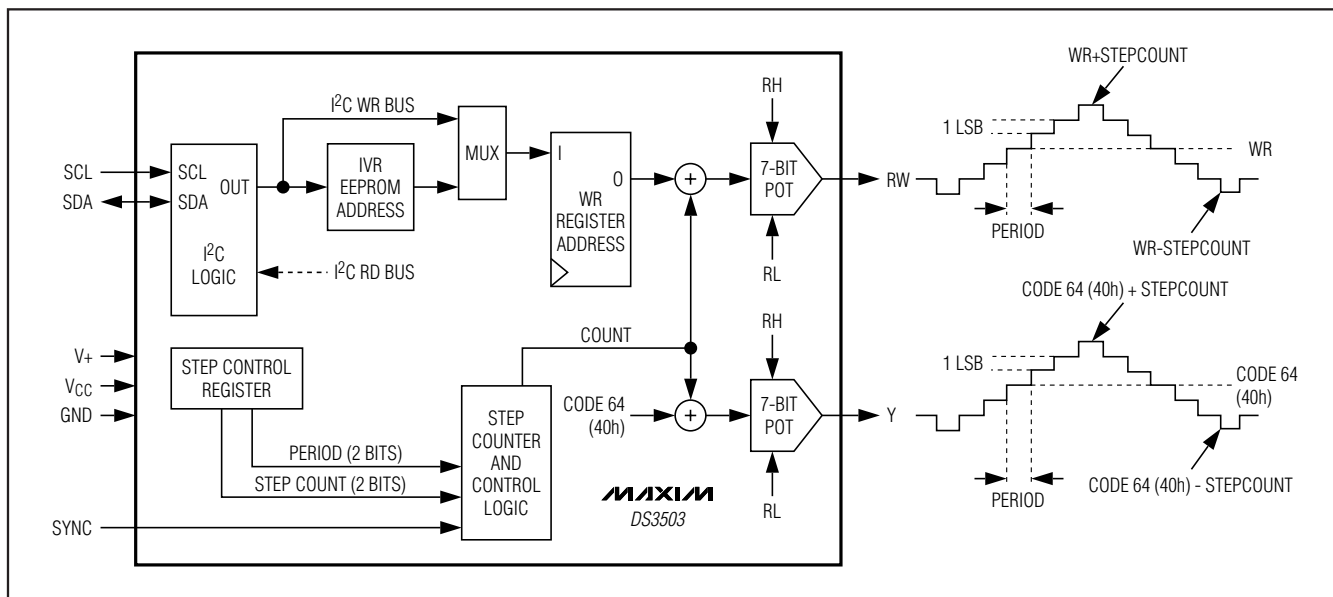 SCL
SDA
V+
VCC
GND
SYNC
SCL
SDA
OUT
I2C
LOGIC
I2C WR BUS
IVR
EEPROM
ADDRESS
I2C RD BUS
MUX
I
O
WR
REGISTER
ADDRESS
RH
7-BIT
POT
RL
RW
STEP CONTROL
REGISTER
PERIOD (2 BITS)
STEP COUNT (2 BITS)
COUNT
STEP
COUNTER
AND
CONTROL
LOGIC
CODE 64
(40h)
+
+
RH
7-BIT
POT
RL
Y
MAXIM
DS3503
WR+STEPCOUNT
1 LSB
WR
PERIOD
WR-STEPCOUNT
CODE 64 (40h) + STEPCOUNT
1 LSB
CODE 64
(40h)
PERIOD
CODE 64 (40h) - STEPCOUNT